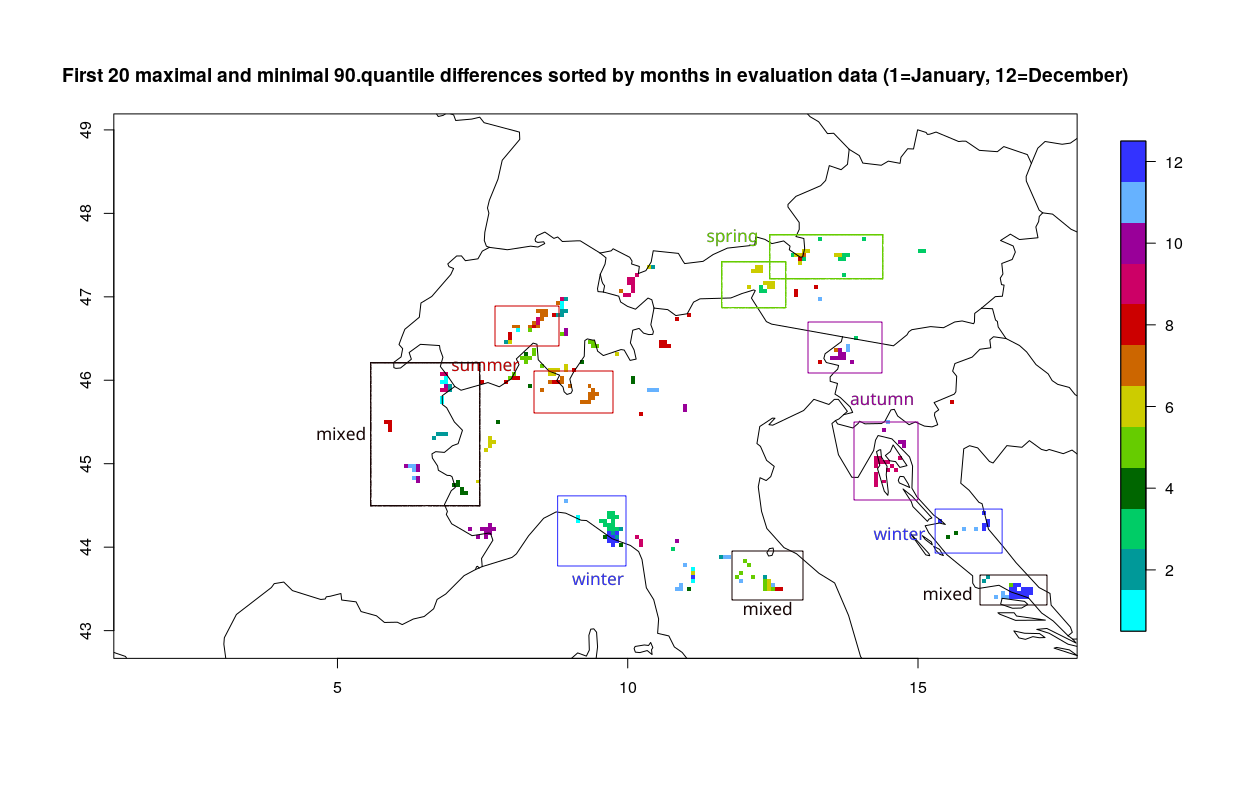 First 20 maximal and minimal 90.quantile differences sorted by months in evaluation data (1=January, 12=December)
49
48
47
46
45
44
43
5
10
15
12
10
8
6
4
2
spring
summer
autumn
mixed
winter
winter
mixed
mixed